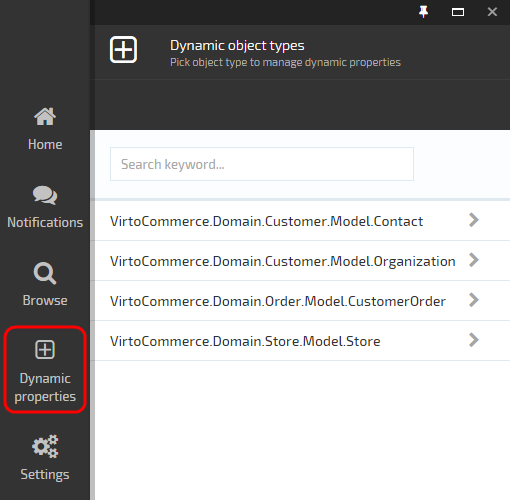 Dynamic object types
Pick object type to manage dynamic properties
Home
Notifications
Browse
Dynamic
properties
Settings
Search keyword...
VirtoCommerce.Domain.Customer.Model.Contact
VirtoCommerce.Domain.Customer.Model.Organization
VirtoCommerce.Domain.Order.Model.CustomerOrder
VirtoCommerce.Domain.Store.Model.Store